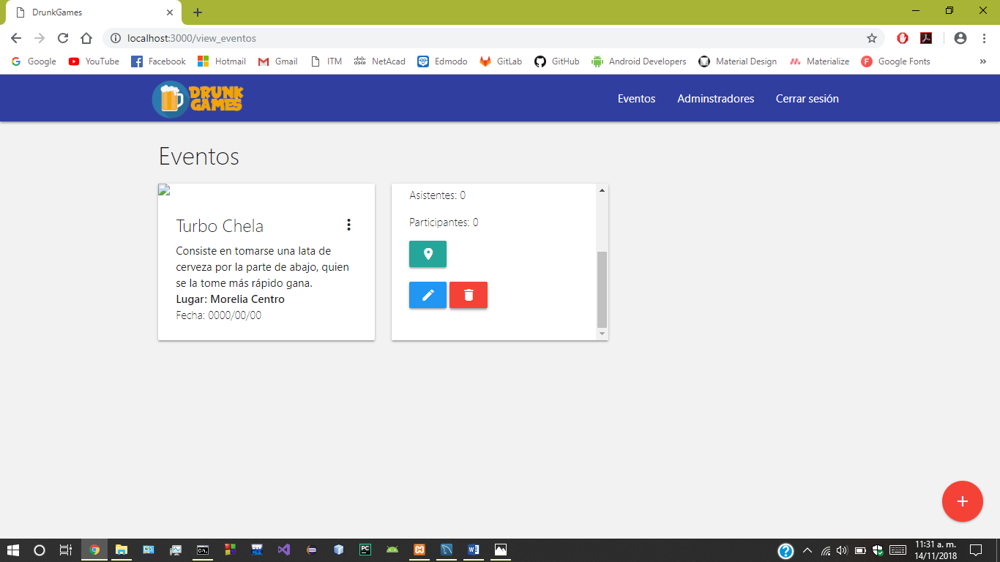 DrunkGames
localhost:3000/view_eventos
Google YouTube Facebook Hotmail Gmail ITM NetAcad Edmodo GitLab GitHub Android Developers Material Design Materialize Google Fonts »
DRUNK
GAMES
Eventos Adminstradores Cerrar sesión
Eventos
Turbo Chela
Consiste en tomarse una lata de
cerveza por la parte de abajo, quien
se la tome más rápido gana.
Lugar: Morelia Centro
Fecha: 0000/00/00
Asistentes: 0
Participantes: 0
11:31 a. m.
14/11/2018